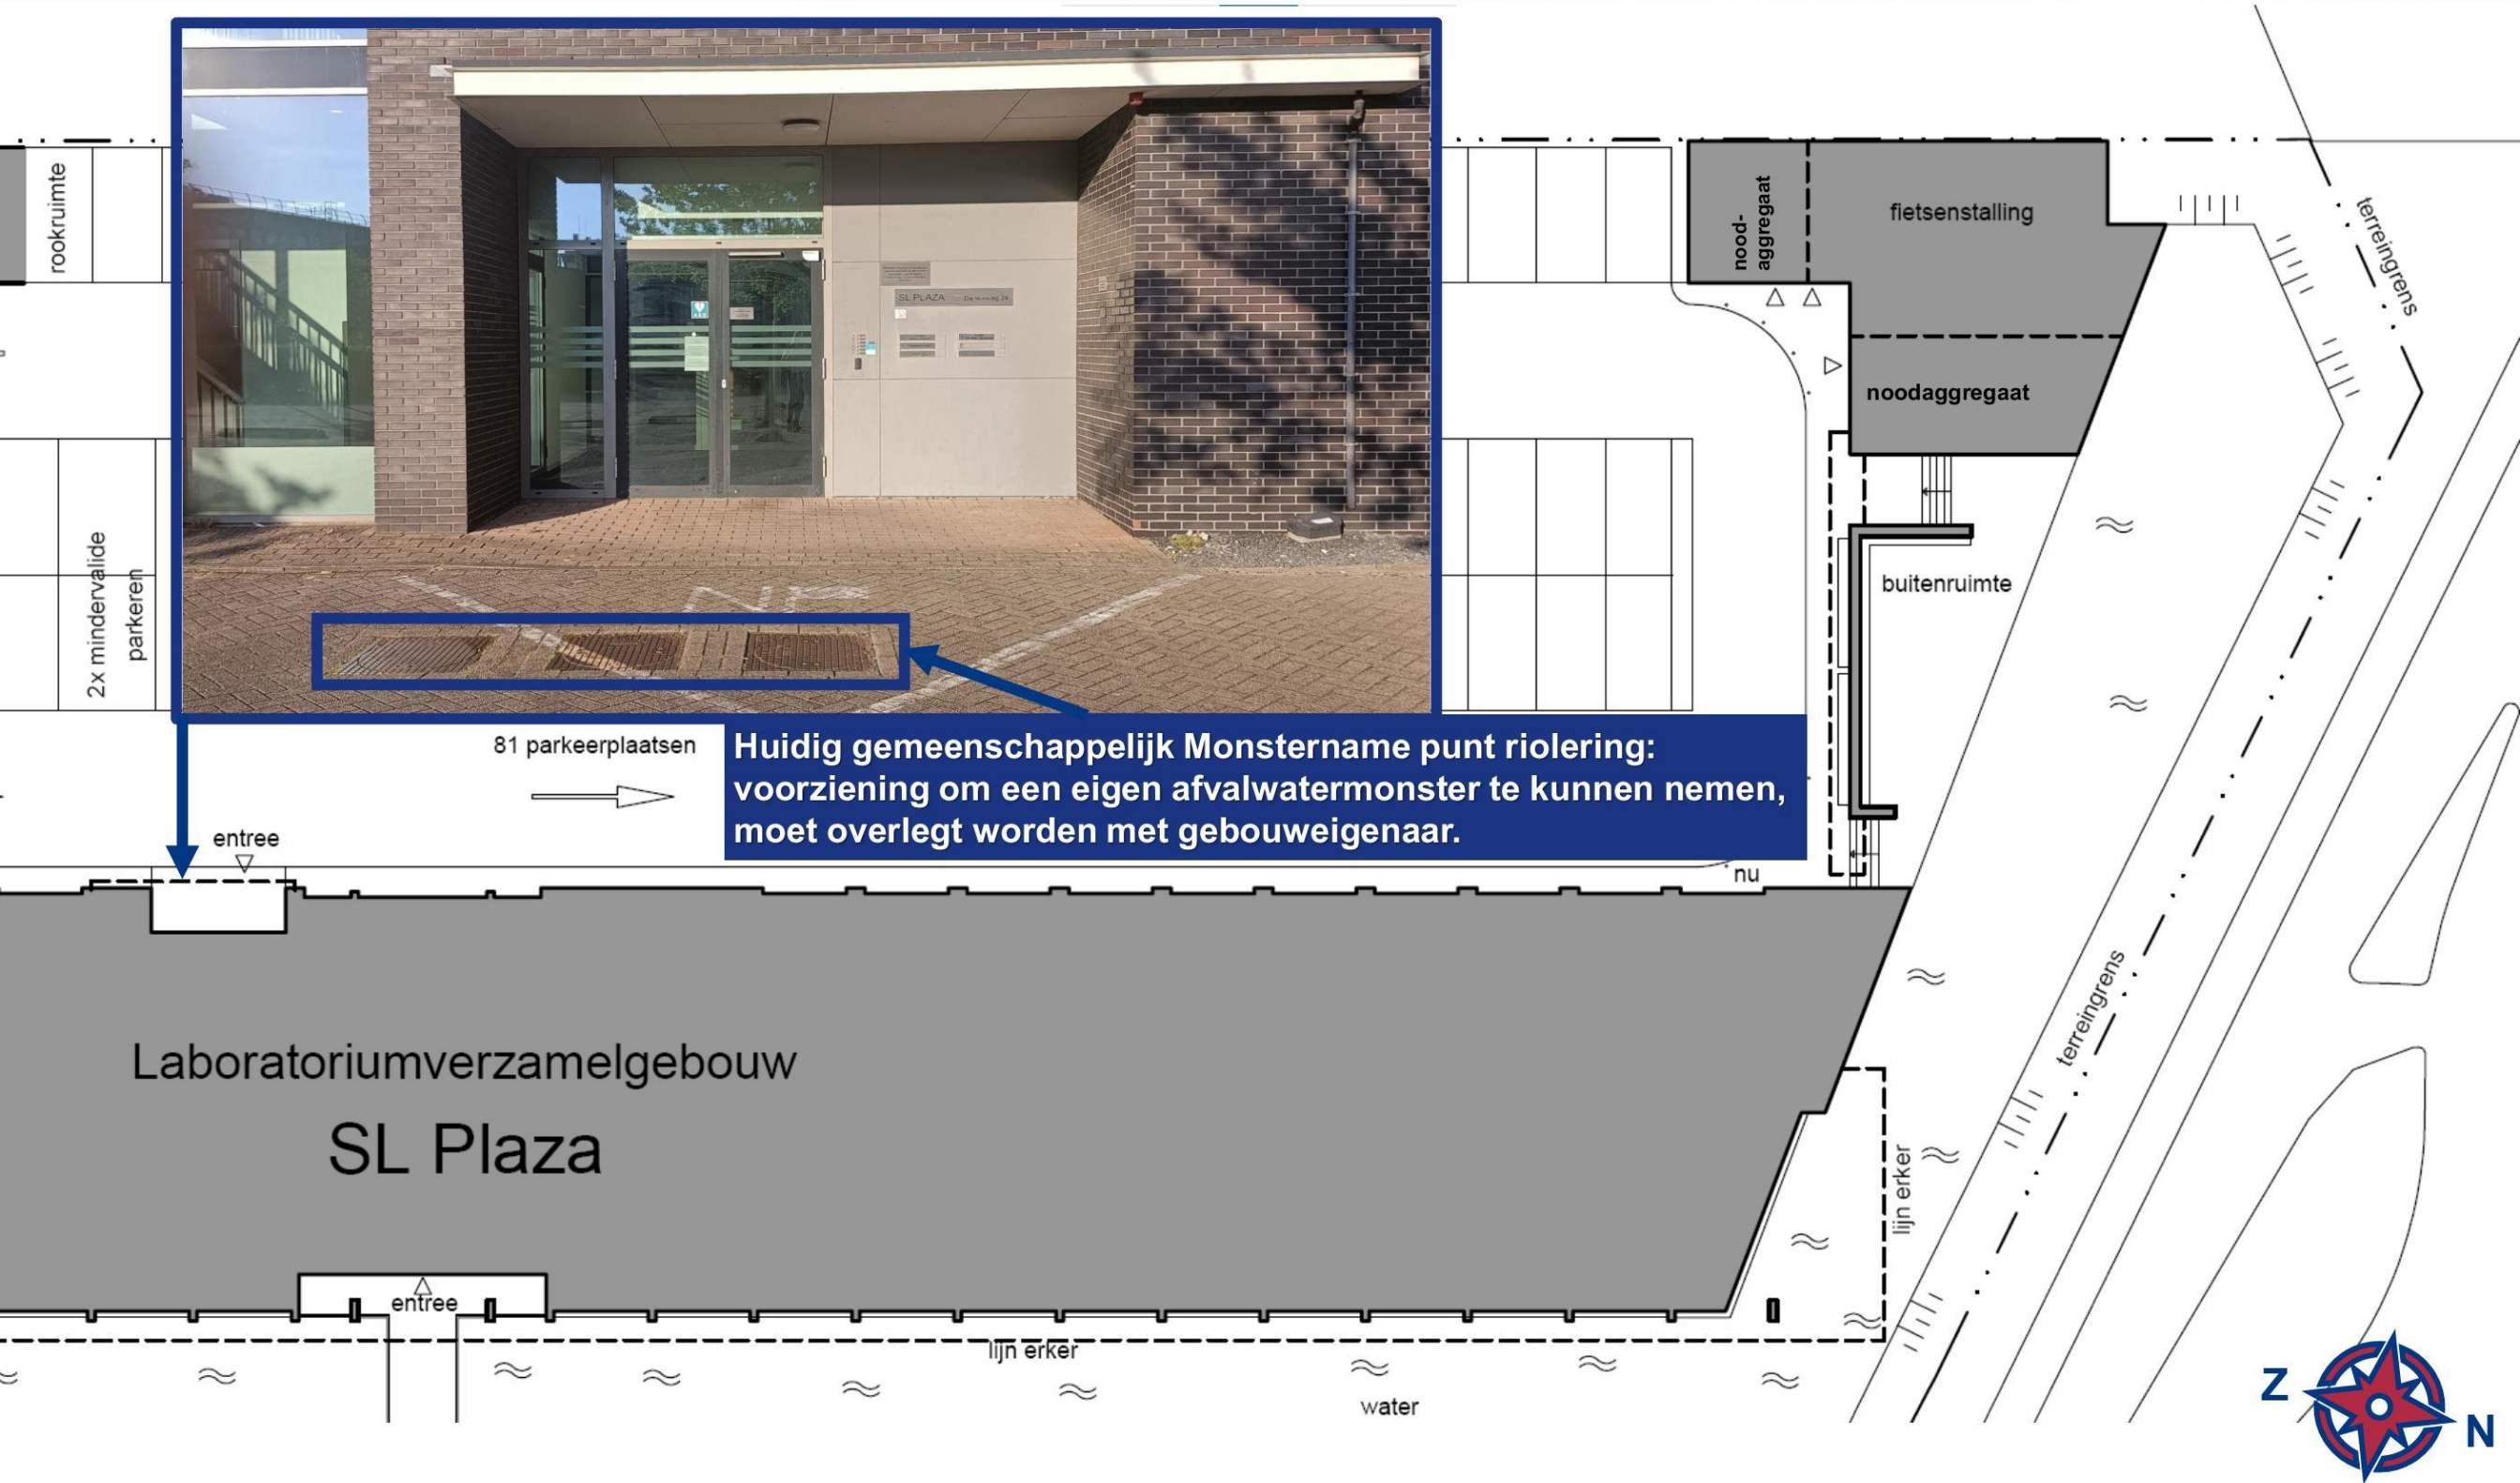 rookruimte
nood-
aggregaat
fietsenstalling
terreingrens
SL PLAZA
noodaggregaat
2x mindervalide
parkeren
buitenruimte
81 parkeerplaatsen
Huidig gemeenschappelijk Monstername punt riolering:
voorziening om een eigen afvalwatermonster te kunnen nemen,
moet overlegt worden met gebouweigenaar.
entree
nu
terreingrens
Laboratoriumverzamelgebouw
SL Plaza
lijn erker
entree
lijn erker
water
Z
N